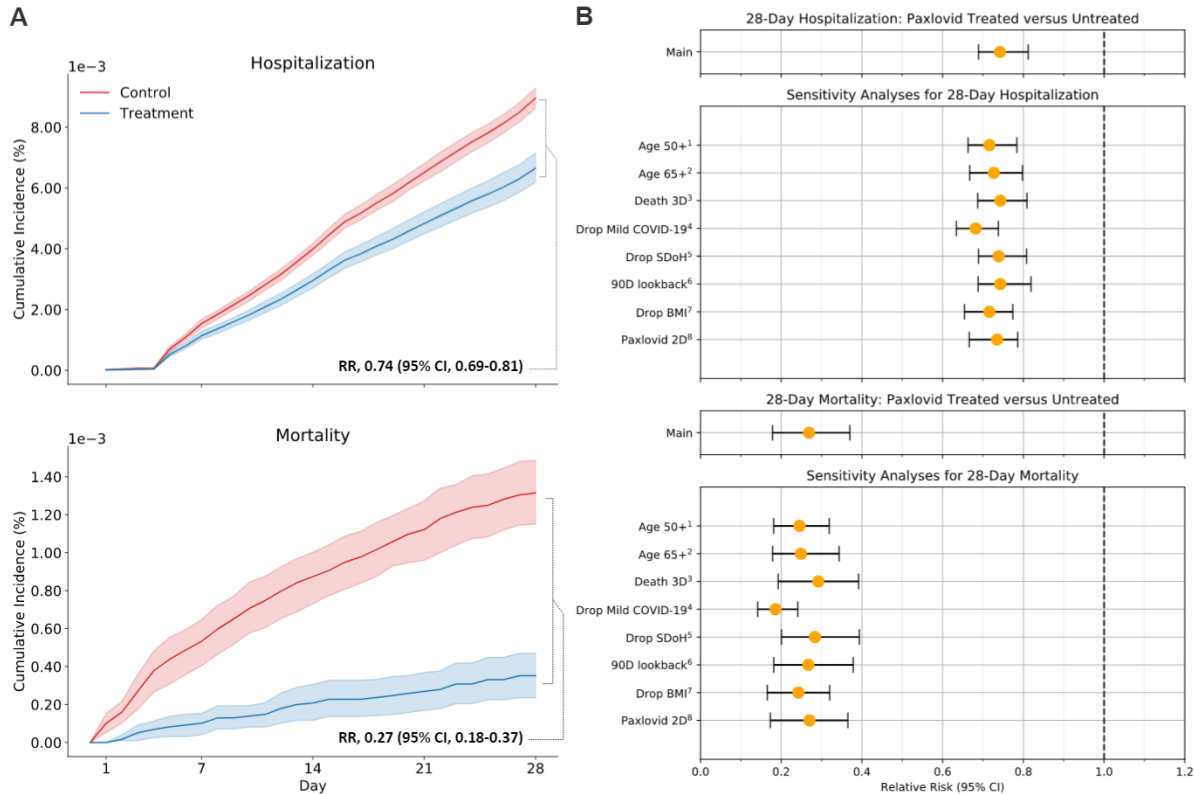 A
1e−3
Hospitalization
Control
Treatment
Cumulative Incidence (%)
8.00
6.00
4.00
2.00
0.00
1
7
14
21
28
RR, 0.74 (95% CI, 0.69-0.81)
1e−3
Mortality
Cumulative Incidence (%)
1.40
1.20
1.00
0.80
0.60
0.40
0.20
0.00
RR, 0.27 (95% CI, 0.18-0.37)
1
7
14
21
28
Day
B
28-Day Hospitalization: Paxlovid Treated versus Untreated
Main
Sensitivity Analyses for 28-Day Hospitalization
Age 50+¹
Age 65+²
Death 3D³
Drop Mild COVID-19⁴
Drop SDoH⁵
90D lookback⁶
Drop BMI⁷
Paxlovid 2D⁸
28-Day Mortality: Paxlovid Treated versus Untreated
Main
Sensitivity Analyses for 28-Day Mortality
Age 50+¹
Age 65+²
Death 3D³
Drop Mild COVID-19⁴
Drop SDoH⁵
90D lookback⁶
Drop BMI⁷
Paxlovid 2D⁸
0.0
0.2
0.4
0.6
0.8
1.0
1.2
Relative Risk (95% CI)